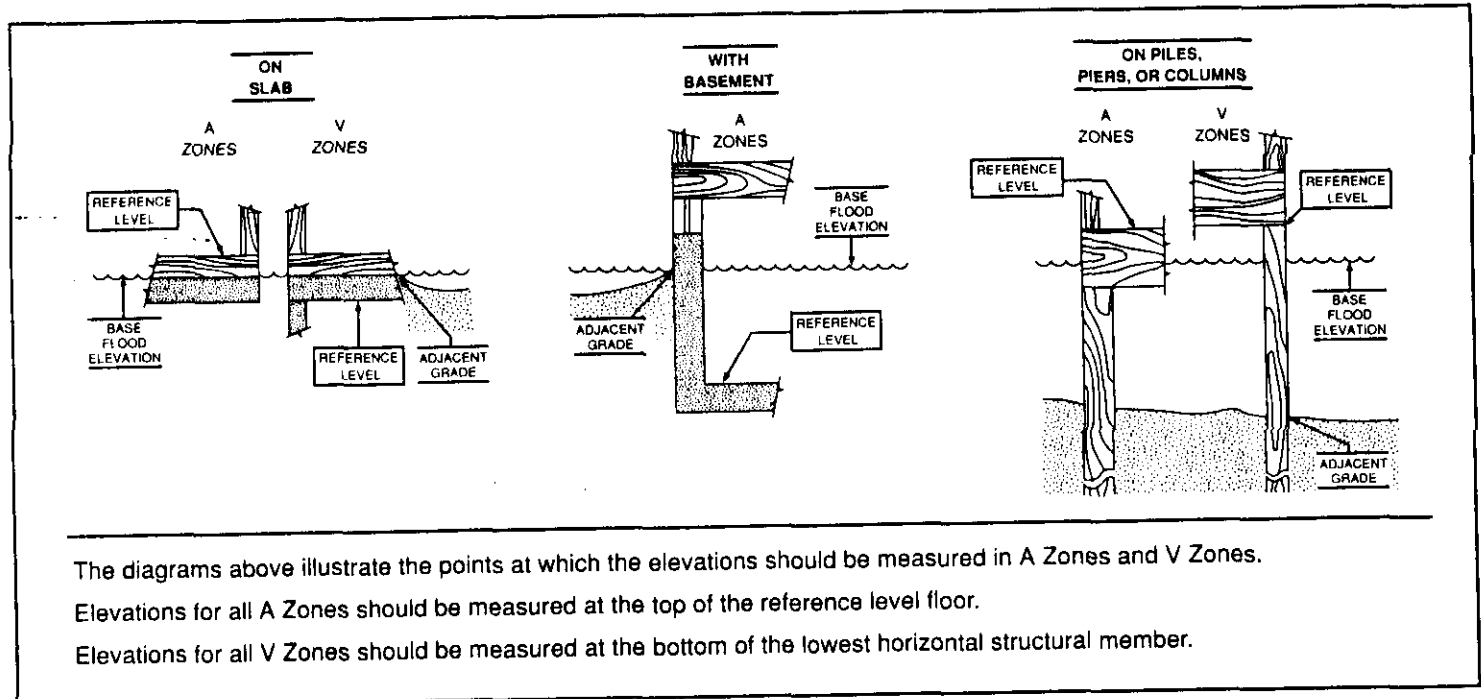 ON
SLAB
A
ZONES
V
ZONES
REFERENCE
LEVEL
BASE
FLOOD
ELEVATION
REFERENCE
LEVEL
ADJACENT
GRADE
WITH
BASEMENT
A
ZONES
BASE
FLOOD
ELEVATION
ADJACENT
GRADE
REFERENCE
LEVEL
ON PILES,
PIERS, OR COLUMNS
A
ZONES
V
ZONES
REFERENCE
LEVEL
REFERENCE
LEVEL
BASE
FLOOD
ELEVATION
ADJACENT
GRADE
The diagrams above illustrate the points at which the elevations should be measured in A Zones and V Zones.
Elevations for all A Zones should be measured at the top of the reference level floor.
Elevations for all V Zones should be measured at the bottom of the lowest horizontal structural member.